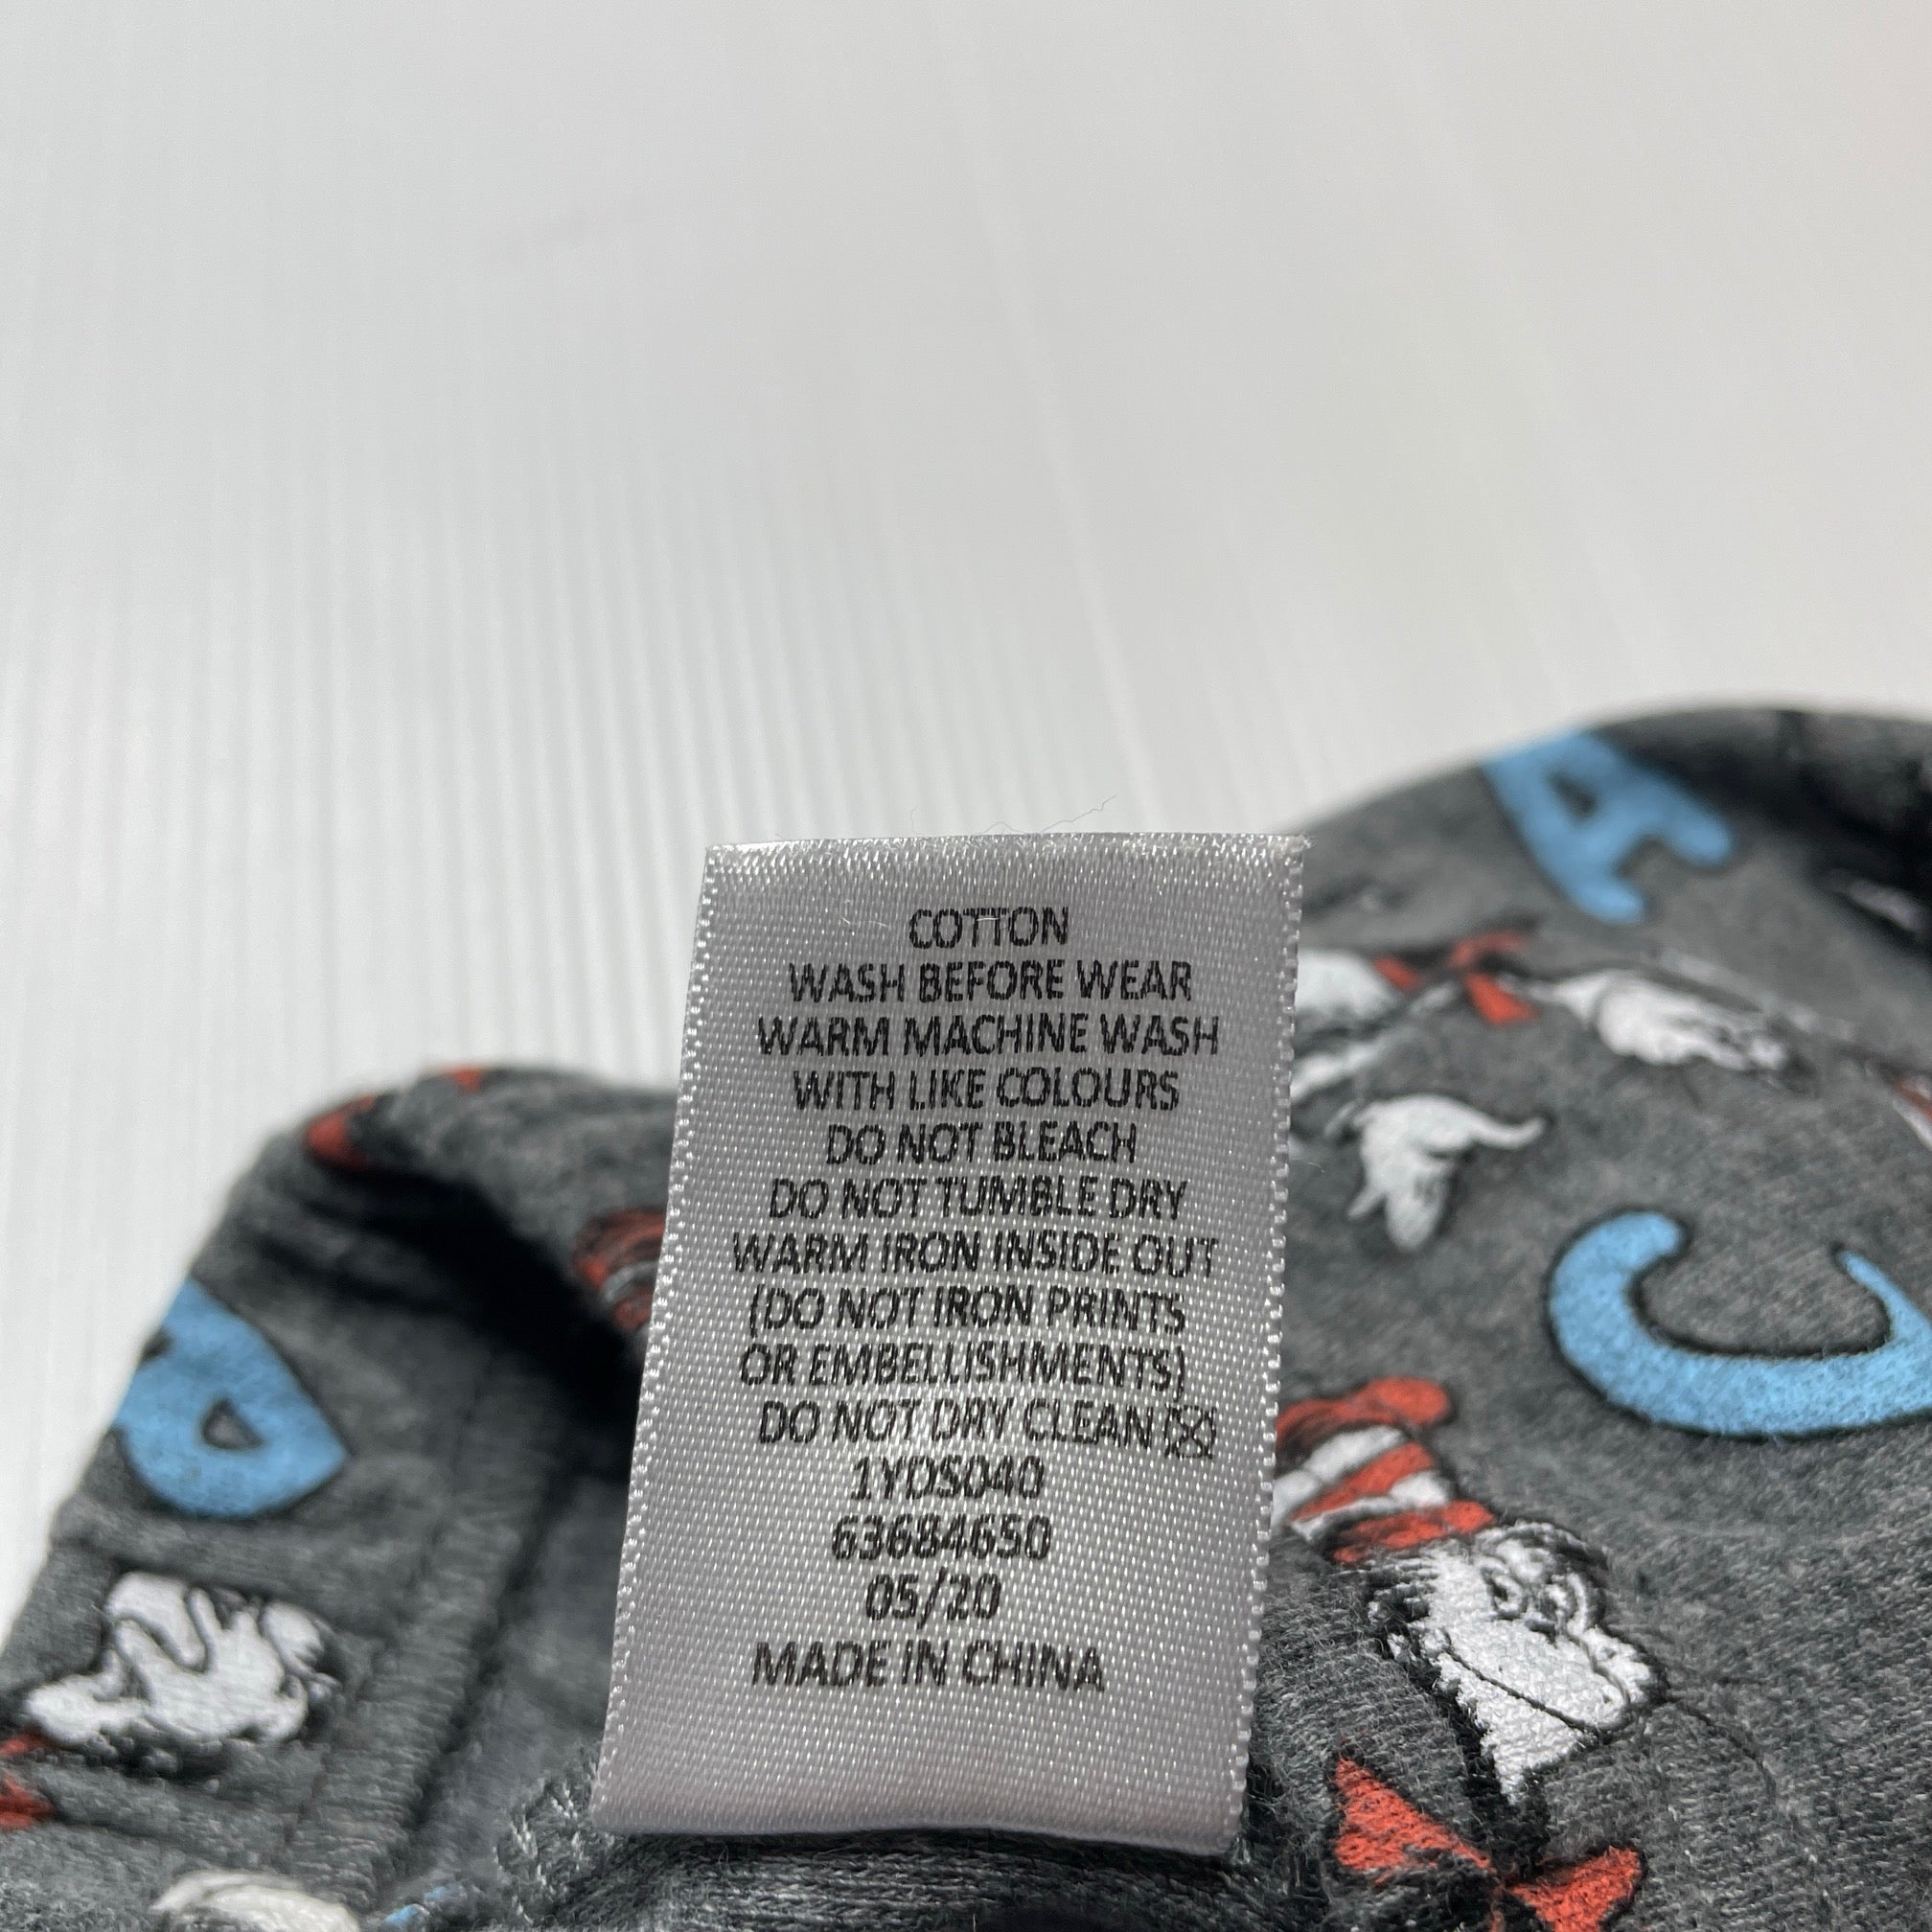 COTTON
WASH BEFORE WEAR
WARM MACHINE WASH
WITH LIKE COLOURS
DO NOT BLEACH
DO NOT TUMBLE DRY
WARM IRON INSIDE OUT
(DO NOT IRON PRINTS
OR EMBELLISHMENTS)
DO NOT DRY CLEAN
1YDS040
63684650
05/20
MADE IN CHINA
A
C